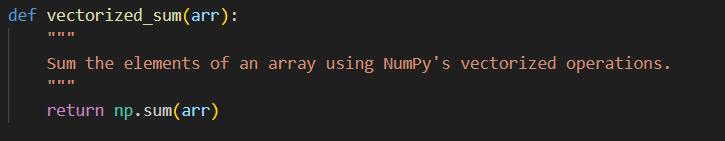 def vectorized_sum(arr):
    """
    Sum the elements of an array using NumPy's vectorized operations.
    """
    return np.sum(arr)